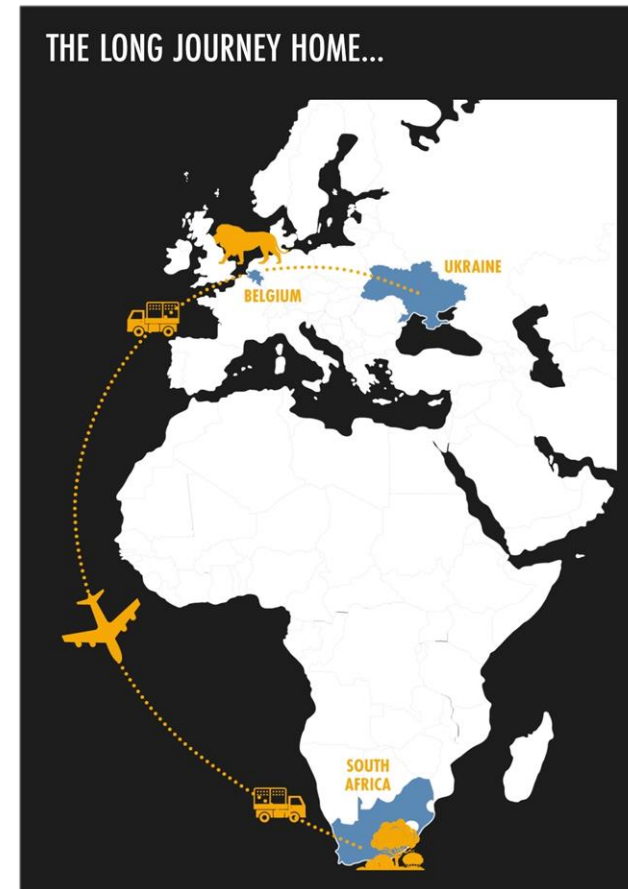 THE LONG JOURNEY HOME...
UKRAINE
BELGIUM
SOUTH
AFRICA